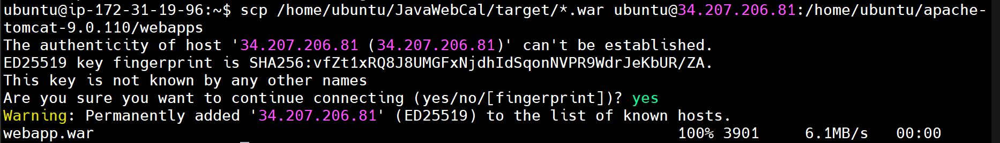 ubuntu@ip-172-31-19-96:~$ scp /home/ubuntu/JavaWebCal/target/*.war ubuntu@34.207.206.81:/home/ubuntu/apache-
tomcat-9.0.110/webapps
The authenticity of host '34.207.206.81 (34.207.206.81)' can't be established.
ED25519 key fingerprint is SHA256:vfZt1xRQ8J8UMGFxNjdhIdSqonNVPR9WdrJeKbUR/ZA.
This key is not known by any other names
Are you sure you want to continue connecting (yes/no/[fingerprint])? yes
Warning: Permanently added '34.207.206.81' (ED25519) to the list of known hosts.
webapp.war 100% 3901 6.1MB/s 00:00